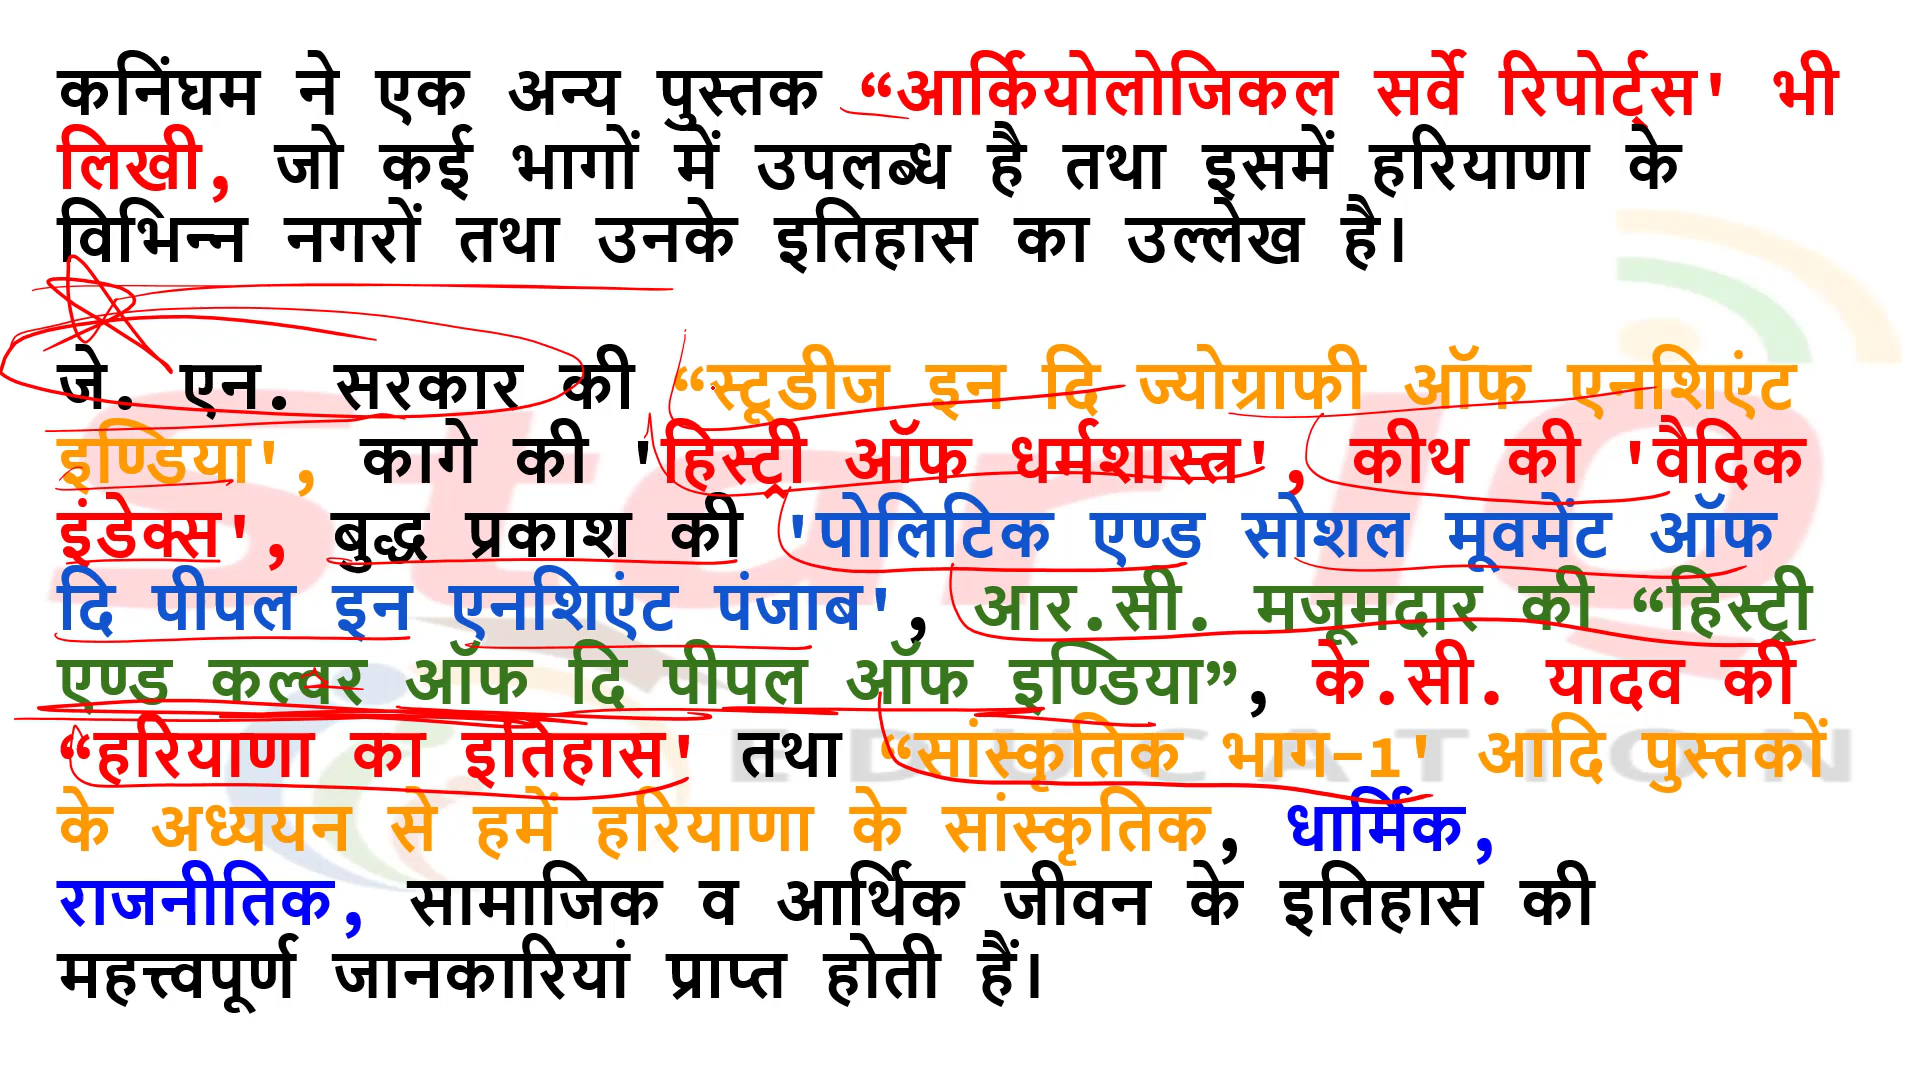 कनिंघम ने एक अन्य पुस्तक “आर्कियोलोजिकल सर्वे रिपोर्ट्स' भी
लिखी, जो कई भागों में उपलब्ध है तथा इसमें हरियाणा के
विभिन्न नगरों तथा उनके इतिहास का उल्लेख है।
जे. एन. सरकार की “स्टूडीज इन दि ज्योग्राफी ऑफ एनशिएंट
इण्डिया', कागे की 'हिस्ट्री ऑफ धर्मशास्त्र', कीथ की 'वैदिक
इंडेक्स', बुद्ध प्रकाश की 'पोलिटिक एण्ड सोशल मूवमेंट ऑफ
दि पीपल इन एनशिएंट पंजाब', आर.सी. मजूमदार की “हिस्ट्री
एण्ड कल्चर ऑफ दि पीपल ऑफ इण्डिया”, के.सी. यादव की
“हरियाणा का इतिहास' तथा “सांस्कृतिक भाग-1' आदि पुस्तकों
के अध्ययन से हमें हरियाणा के सांस्कृतिक, धार्मिक,
राजनीतिक, सामाजिक व आर्थिक जीवन के इतिहास की
महत्त्वपूर्ण जानकारियां प्राप्त होती हैं।
Star IQ
EDUCATION